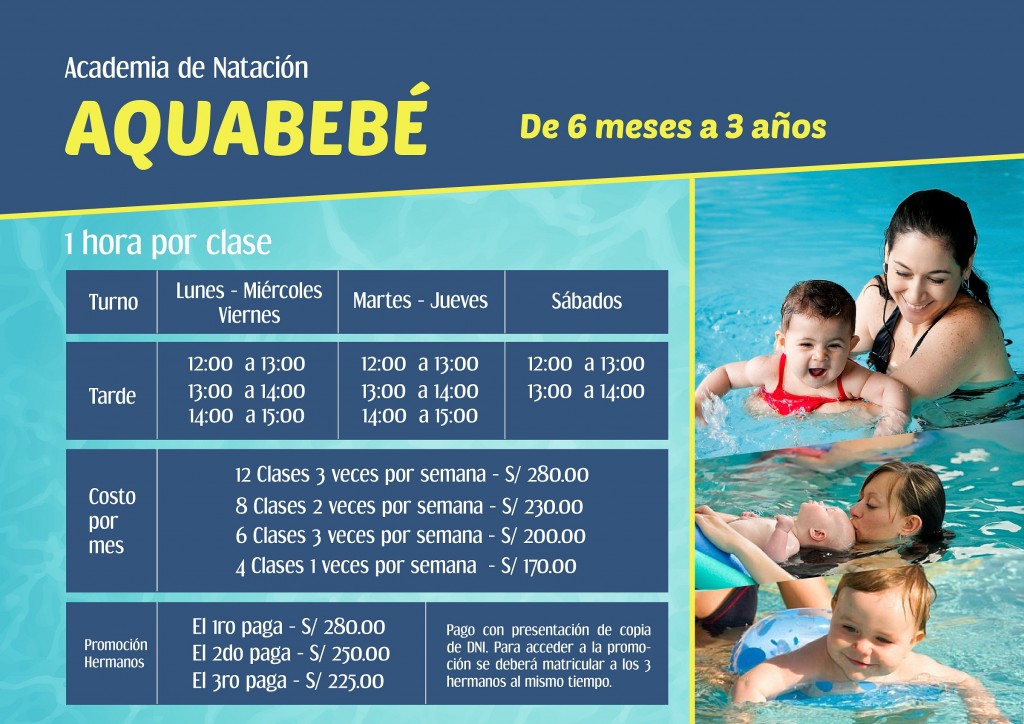 Academia de Natación
AQUABEBÉ
De 6 meses a 3 años
1 hora por clase
Turno
Lunes - Miércoles
Viernes
Martes - Jueves
Sábados
Tarde
12:00 a 13:00
13:00 a 14:00
14:00 a 15:00
12:00 a 13:00
13:00 a 14:00
14:00 a 15:00
12:00 a 13:00
13:00 a 14:00
Costo
por
mes
12 Clases 3 veces por semana - S/ 280.00
8 Clases 2 veces por semana - S/ 230.00
6 Clases 3 veces por semana - S/ 200.00
4 Clases 1 veces por semana - S/ 170.00
Promoción
Hermanos
El 1ro paga - S/ 280.00
El 2do paga - S/ 250.00
El 3ro paga - S/ 225.00
Pago con presentación de copia
de DNI. Para acceder a la promo-
ción se deberá matricular a los 3
hermanos al mismo tiempo.